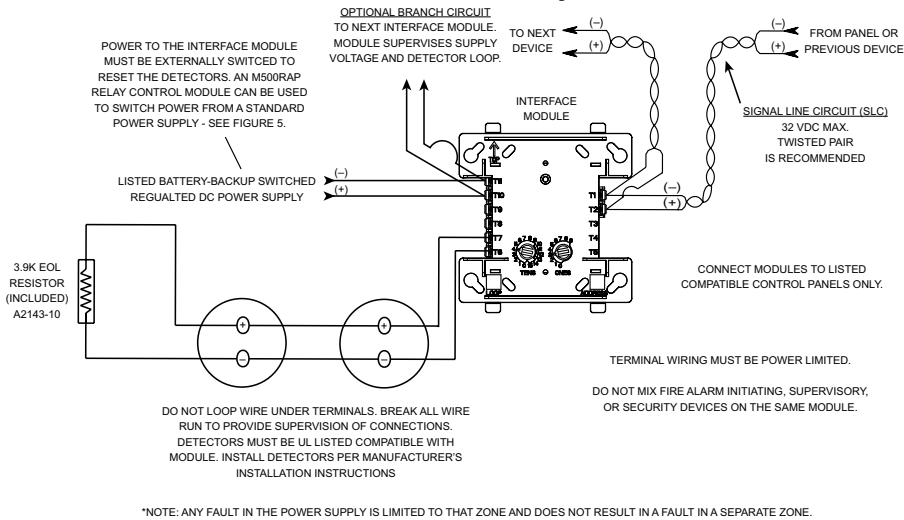 OPTIONAL BRANCH CIRCUIT
TO NEXT INTERFACE MODULE.
MODULE SUPERVISES SUPPLY
VOLTAGE AND DETECTOR LOOP.
TO NEXT
DEVICE
(–)
(+)
(–)
(+)
FROM PANEL OR
PREVIOUS DEVICE
POWER TO THE INTERFACE MODULE
MUST BE EXTERNALLY SWITCED TO
RESET THE DETECTORS. AN M500RAP
RELAY CONTROL MODULE CAN BE USED
TO SWITCH POWER FROM A STANDARD
POWER SUPPLY - SEE FIGURE 5.
INTERFACE
MODULE
SIGNAL LINE CIRCUIT (SLC)
32 VDC MAX.
TWISTED PAIR
IS RECOMMENDED
LISTED BATTERY-BACKUP SWITCHED
REGUALTED DC POWER SUPPLY
(–)
(+)
TOP
T10
T9
T8
T7
T6
T1
T2
T3
T4
T5
(–)
(+)
TENS
ONES
LOOP
ADDRESS
3.9K EOL
RESISTOR
(INCLUDED)
A2143-10
+
+
–
–
CONNECT MODULES TO LISTED
COMPATIBLE CONTROL PANELS ONLY.
TERMINAL WIRING MUST BE POWER LIMITED.
DO NOT MIX FIRE ALARM INITIATING, SUPERVISORY,
OR SECURITY DEVICES ON THE SAME MODULE.
DO NOT LOOP WIRE UNDER TERMINALS. BREAK ALL WIRE
RUN TO PROVIDE SUPERVISION OF CONNECTIONS.
DETECTORS MUST BE UL LISTED COMPATIBLE WITH
MODULE. INSTALL DETECTORS PER MANUFACTURER'S
INSTALLATION INSTRUCTIONS
*NOTE: ANY FAULT IN THE POWER SUPPLY IS LIMITED TO THAT ZONE AND DOES NOT RESULT IN A FAULT IN A SEPARATE ZONE.